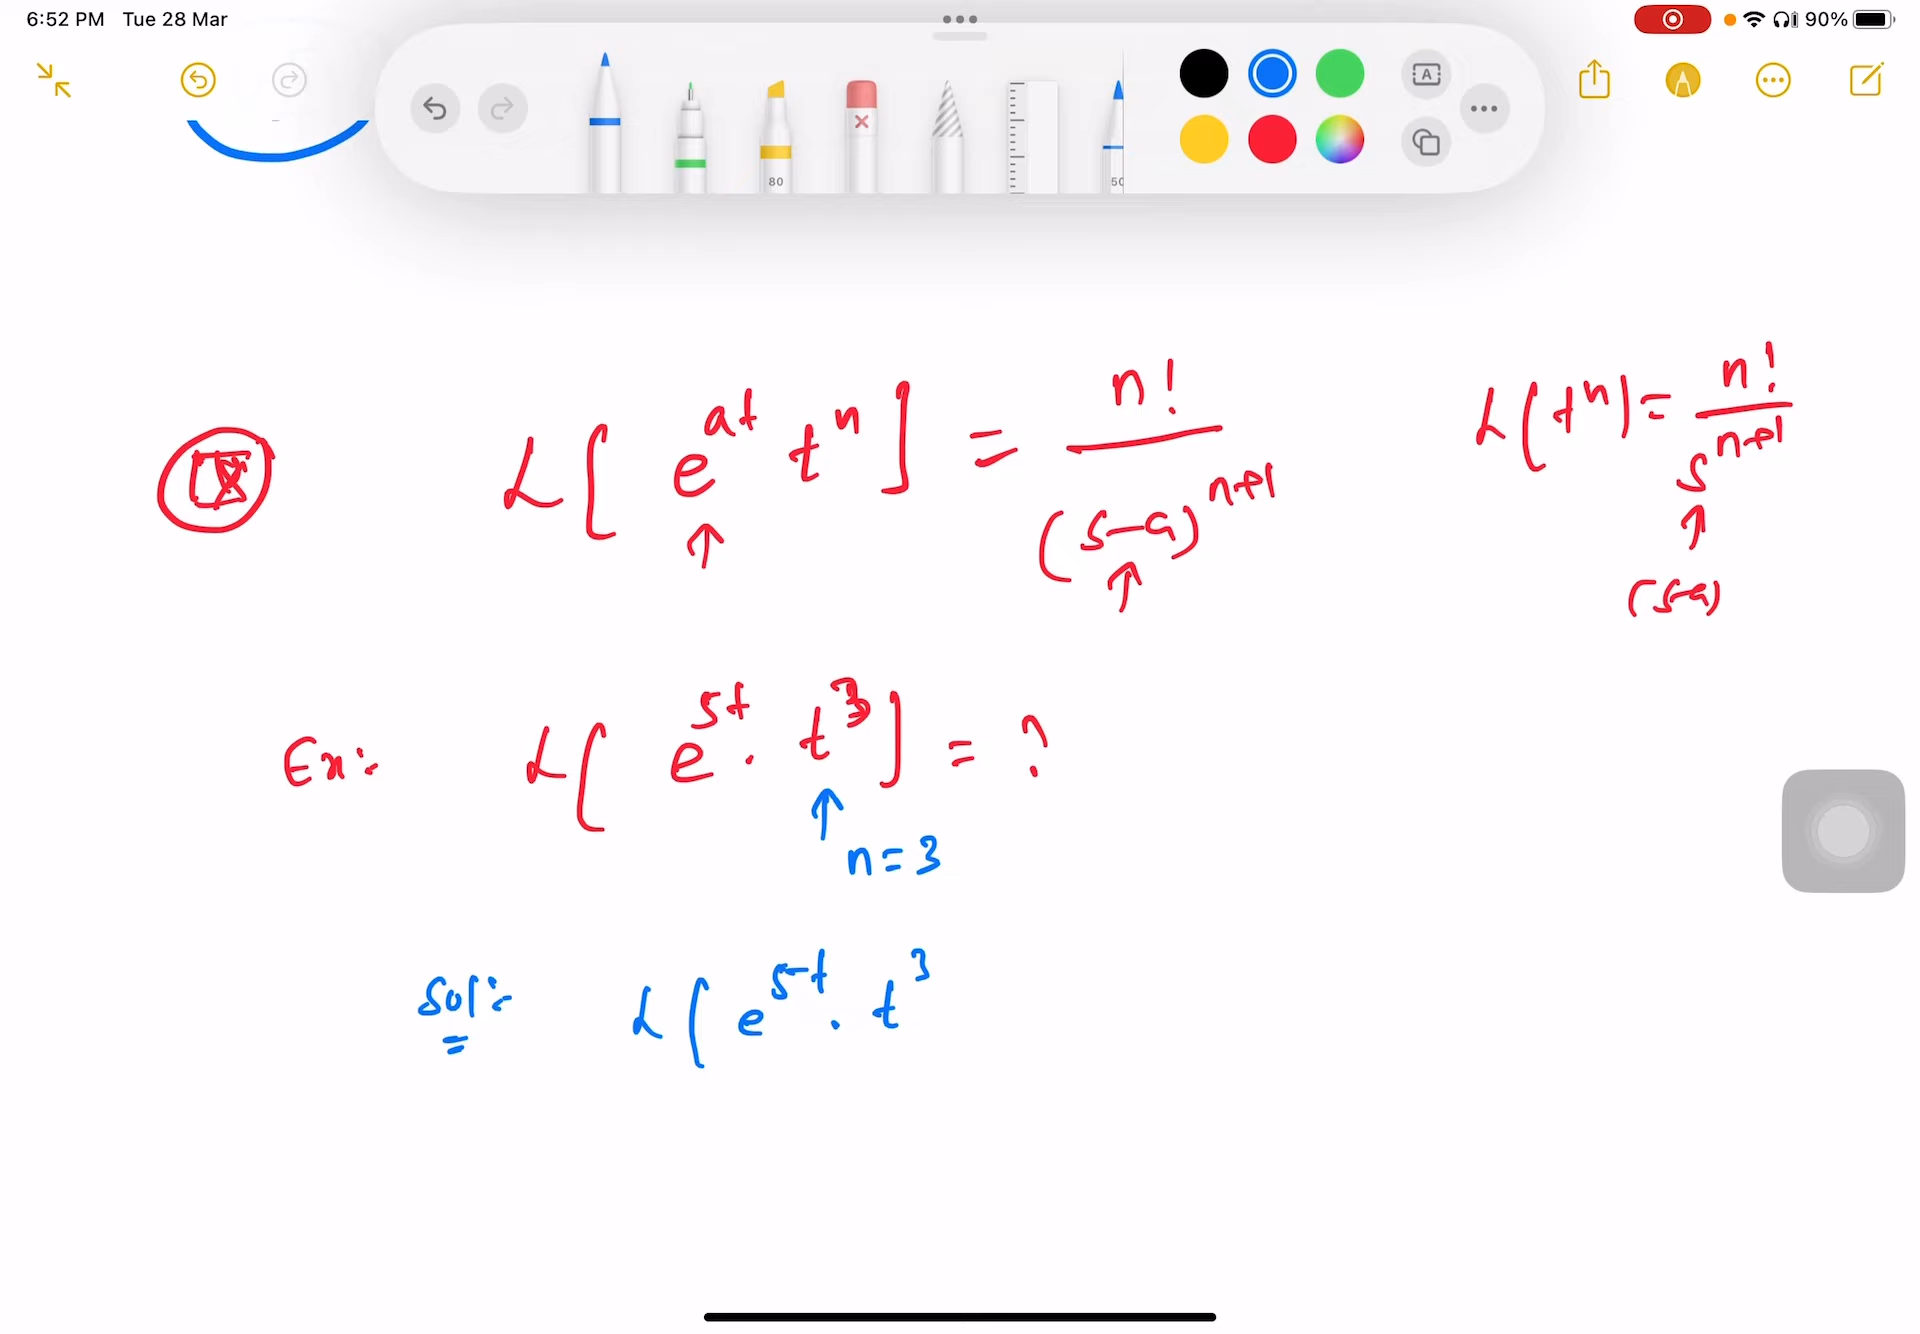 6:52 PM Tue 28 Mar 90%
A
80 50
L[e^{at} t^n] = n!/(s-a)^{n+1}
L(t^n) = n!/s^{n+1}
↑ ↑ ↑
(s-a)
Ex:- L[e^{5t} . t^3] = ?
↑
n = 3
Sol:- L[e^{5t} . t^3